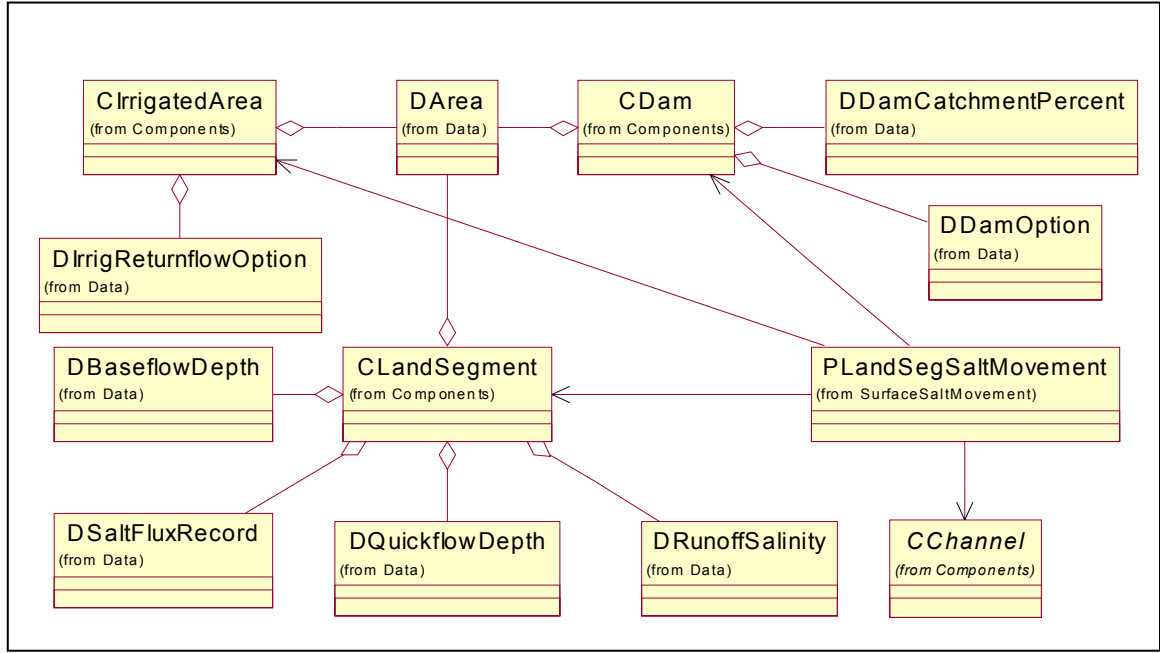 CIrrigatedArea
(from Components)
DArea
(from Data)
CDam
(from Components)
DDamCatchmentPercent
(from Data)
DIrrigReturnflowOption
(from Data)
DDamOption
(from Data)
DBaseflowDepth
(from Data)
CLandSegment
(from Components)
PLandSegSaltMovement
(from SurfaceSaltMovement)
DSaltFluxRecord
(from Data)
DQuickflowDepth
(from Data)
DRunoffSalinity
(from Data)
CChannel
(from Components)